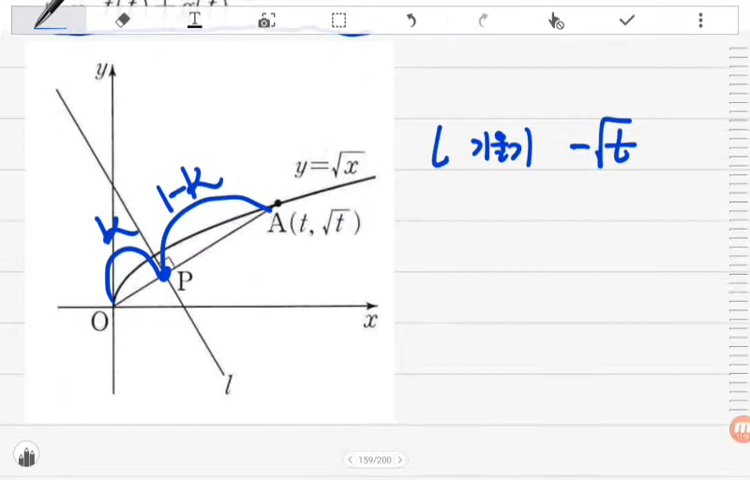 T
y
y=√x
l 기울기 -√t
1-k
k
A(t, √t)
P
O
x
l
159/200